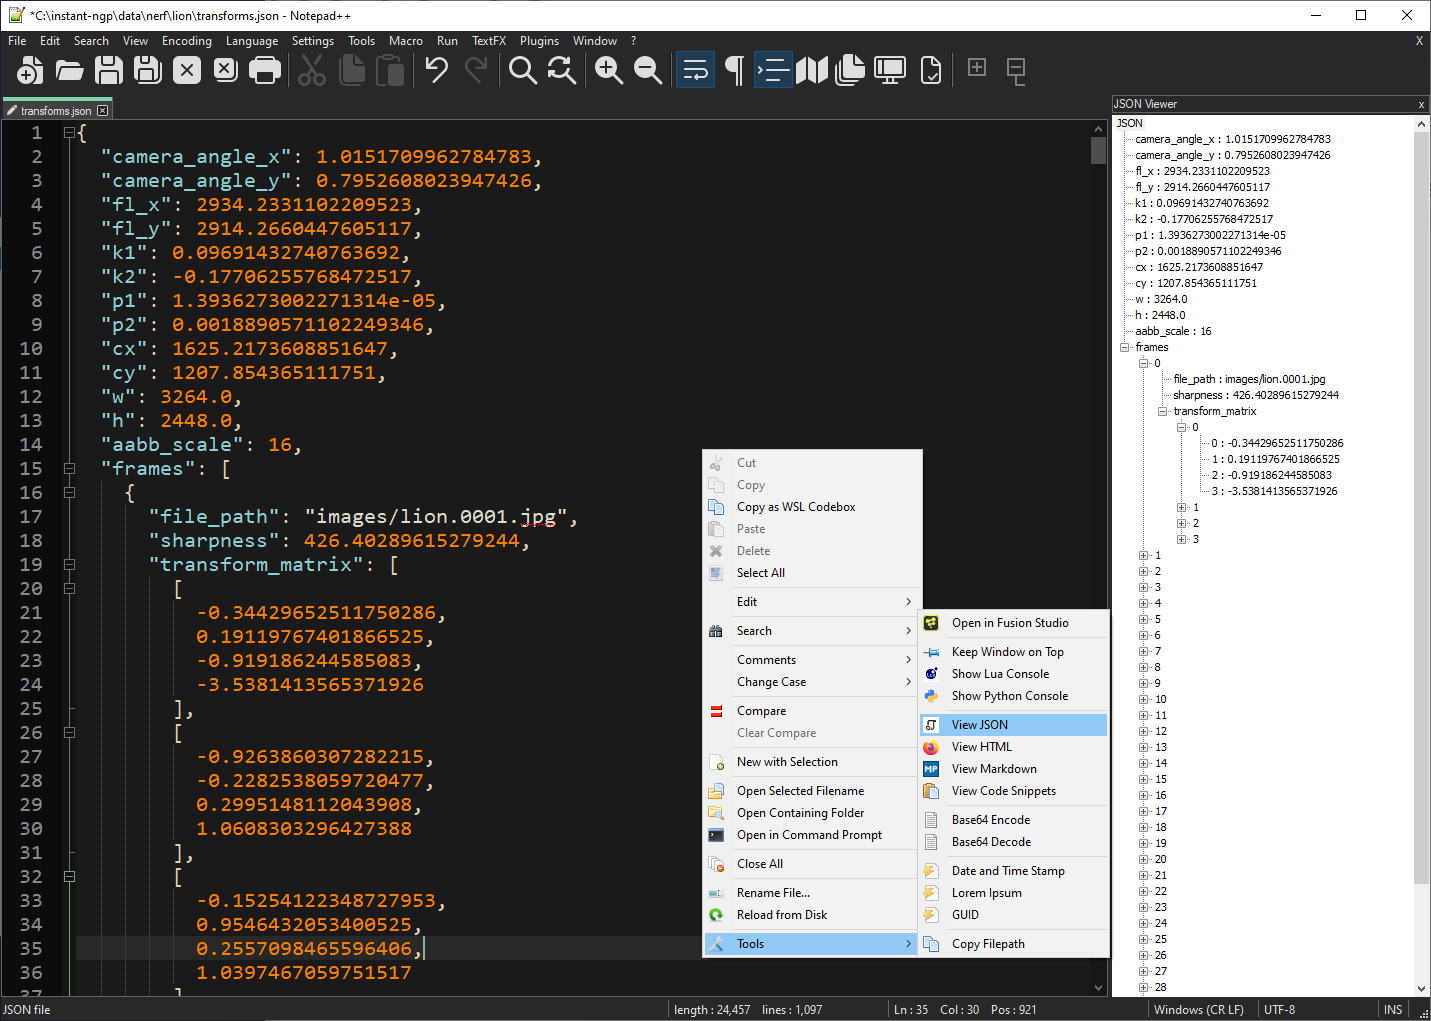 *C:\instant-ngp\data\nerf\lion\transforms.json - Notepad++
File Edit Search View Encoding Language Settings Tools Macro Run TextFX Plugins Window ? X
transforms.json
1 {
2 "camera_angle_x": 1.0151709962784783,
3 "camera_angle_y": 0.7952608023947426,
4 "fl_x": 2934.2331102209523,
5 "fl_y": 2914.2660447605117,
6 "k1": 0.09691432740763692,
7 "k2": -0.17706255768472517,
8 "p1": 1.3936273002271314e-05,
9 "p2": 0.0018890571102249346,
10 "cx": 1625.2173608851647,
11 "cy": 1207.854365111751,
12 "w": 3264.0,
13 "h": 2448.0,
14 "aabb_scale": 16,
15 "frames": [
16 {
17 "file_path": "images/lion.0001.jpg",
18 "sharpness": 426.40289615279244,
19 "transform_matrix": [
20 [
21 -0.34429652511750286,
22 0.19119767401866525,
23 -0.919186244585083,
24 -3.5381413565371926
25 ],
26 [
27 -0.9263860307282215,
28 -0.2282538059720477,
29 0.2995148112043908,
30 1.0608303296427388
31 ],
32 [
33 -0.15254122348727953,
34 0.9546432053400525,
35 0.2557098465596406,
36 1.0397467059751517
37 ]
Cut
Copy
Copy as WSL Codebox
Paste
Delete
Select All
Edit
Search
Comments
Change Case
Compare
Clear Compare
New with Selection
Open Selected Filename
Open Containing Folder
Open in Command Prompt
Close All
Rename File...
Reload from Disk
Tools
Open in Fusion Studio
Keep Window on Top
Show Lua Console
Show Python Console
View JSON
View HTML
MP View Markdown
View Code Snippets
Base64 Encode
Base64 Decode
Date and Time Stamp
Lorem Ipsum
GUID
Copy Filepath
JSON Viewer x
JSON
camera_angle_x : 1.0151709962784783
camera_angle_y : 0.7952608023947426
fl_x : 2934.2331102209523
fl_y : 2914.2660447605117
k1 : 0.09691432740763692
k2 : -0.17706255768472517
p1 : 1.3936273002271314e-05
p2 : 0.0018890571102249346
cx : 1625.2173608851647
cy : 1207.854365111751
w : 3264.0
h : 2448.0
aabb_scale : 16
frames
0
file_path : images/lion.0001.jpg
sharpness : 426.40289615279244
transform_matrix
0
0 : -0.34429652511750286
1 : 0.19119767401866525
2 : -0.919186244585083
3 : -3.5381413565371926
1
2
3
1
2
3
4
5
6
7
8
9
10
11
12
13
14
15
16
17
18
19
20
21
22
23
24
25
26
27
28
JSON file length : 24,457 lines : 1,097 Ln : 35 Col : 30 Pos : 921 Windows (CR LF) UTF-8 INS